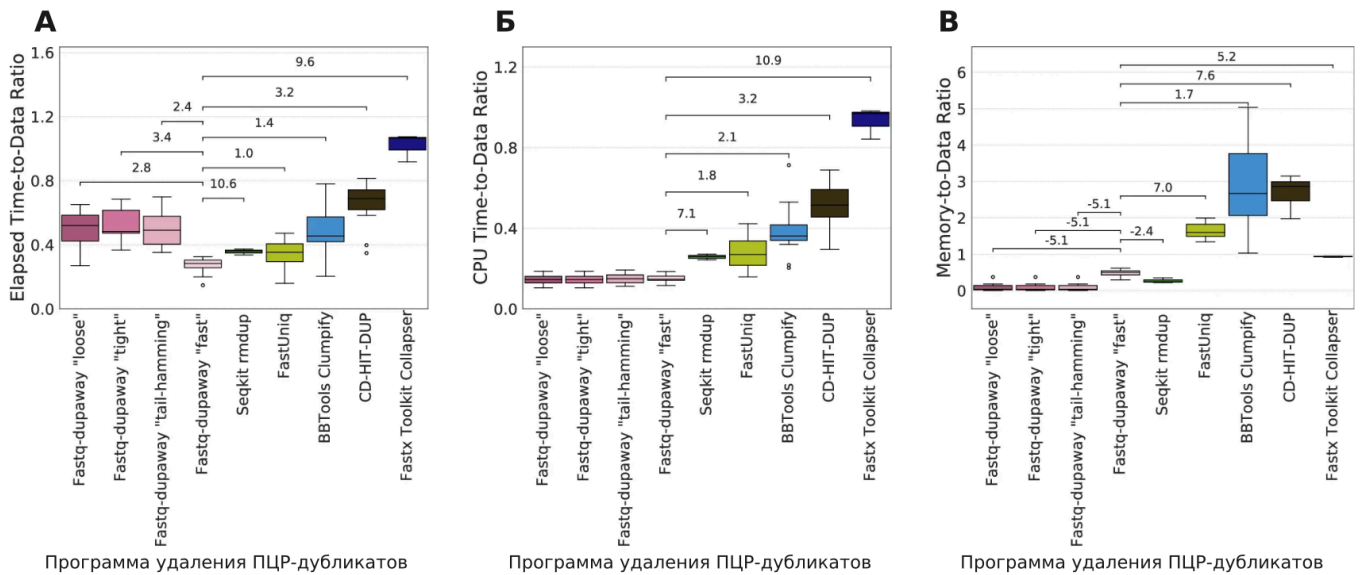 А
Elapsed Time-to-Data Ratio
1.6
1.2
0.8
0.4
0.0
9.6
3.2
2.4
1.4
3.4
1.0
2.8
10.6
Fastq-dupaway "loose"
Fastq-dupaway "tight"
Fastq-dupaway "tail-hamming"
Fastq-dupaway "fast"
Seqkit rmdup
FastUniq
BBTools Clumpify
CD-HIT-DUP
Fastx Toolkit Collapser
Программа удаления ПЦР-дубликатов
Б
CPU Time-to-Data Ratio
1.2
0.8
0.4
0.0
10.9
3.2
2.1
1.8
7.1
Fastq-dupaway "loose"
Fastq-dupaway "tight"
Fastq-dupaway "tail-hamming"
Fastq-dupaway "fast"
Seqkit rmdup
FastUniq
BBTools Clumpify
CD-HIT-DUP
Fastx Toolkit Collapser
Программа удаления ПЦР-дубликатов
В
Memory-to-Data Ratio
6
5
4
3
2
1
0
5.2
7.6
1.7
7.0
-5.1
-5.1
-2.4
-5.1
Fastq-dupaway "loose"
Fastq-dupaway "tight"
Fastq-dupaway "tail-hamming"
Fastq-dupaway "fast"
Seqkit rmdup
FastUniq
BBTools Clumpify
CD-HIT-DUP
Fastx Toolkit Collapser
Программа удаления ПЦР-дубликатов